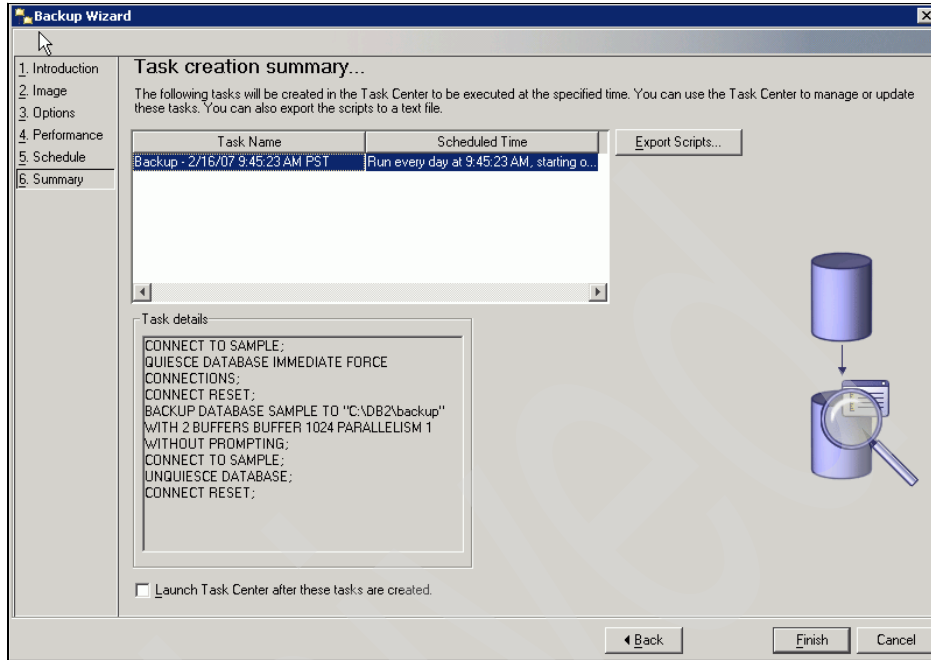 Backup Wizard
1. Introduction
2. Image
3. Options
4. Performance
5. Schedule
6. Summary
Task creation summary...
The following tasks will be created in the Task Center to be executed at the specified time. You can use the Task Center to manage or update
these tasks. You can also export the scripts to a text file.
Task Name Scheduled Time
Backup - 2/16/07 9:45:23 AM PST Run every day at 9:45:23 AM, starting o...
Export Scripts...
Task details
CONNECT TO SAMPLE;
QUIESCE DATABASE IMMEDIATE FORCE
CONNECTIONS;
CONNECT RESET;
BACKUP DATABASE SAMPLE TO "C:\DB2\backup"
WITH 2 BUFFERS BUFFER 1024 PARALLELISM 1
WITHOUT PROMPTING;
CONNECT TO SAMPLE;
UNQUIESCE DATABASE;
CONNECT RESET;
Launch Task Center after these tasks are created.
Back Finish Cancel